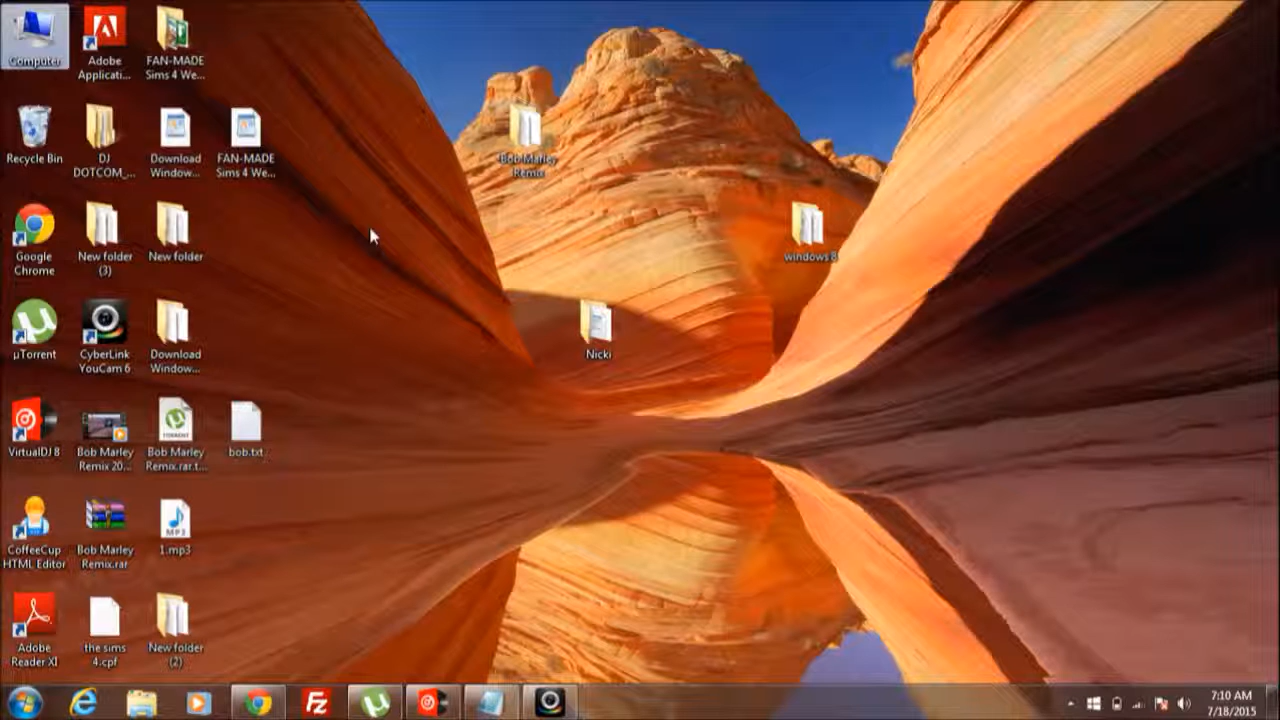 Computer
Adobe
Applicati...
FAN-MADE
Sims 4 We...
Recycle Bin
DJ
DOTCOM_...
Download
Window...
FAN-MADE
Sims 4 We...
Bob Marley
Remix
Google
Chrome
New folder
(3)
New folder
windows 8
µTorrent
CyberLink
YouCam 6
Download
Window...
Nicki
VirtualDJ 8
Bob Marley
Remix 20...
TORRENT
Bob Marley
Remix.rar.t...
bob.txt
CoffeeCup
HTML Editor
Bob Marley
Remix.rar
MP3
1.mp3
Adobe
Reader XI
the sims
4.cpf
New folder
(2)
7:10 AM
7/18/2015